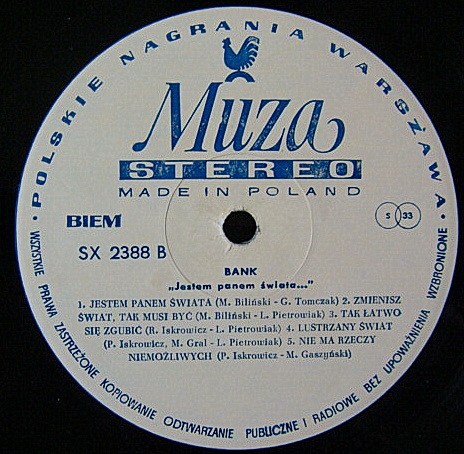 • POLSKIE NAGRANIA WARSZAWA •
Muza
STEREO
MADE IN POLAND
BIEM
S 33
SX 2388 B
BANK
„Jestem panem świata..."
1. JESTEM PANEM ŚWIATA (M. Biliński - G. Tomczak) 2. ZMIENISZ
ŚWIAT, TAK MUSI BYĆ (M. Biliński - L. Pietrowiak) 3. TAK ŁATWO
SIĘ ZGUBIĆ (R. Iskrowicz - L. Pietrowiak) 4. LUSTRZANY ŚWIAT
(P. Iskrowicz, M. Gral - L. Pietrowiak) 5. NIE MA RZECZY
NIEMOŻLIWYCH (P. Iskrowicz - M. Gaszyński)
WSZYSTKIE PRAWA ZASTRZEŻONE KOPIOWANIE ODTWARZANIE PUBLICZNE I RADIOWE BEZ UPOWAŻNIENIA WZBRONIONE